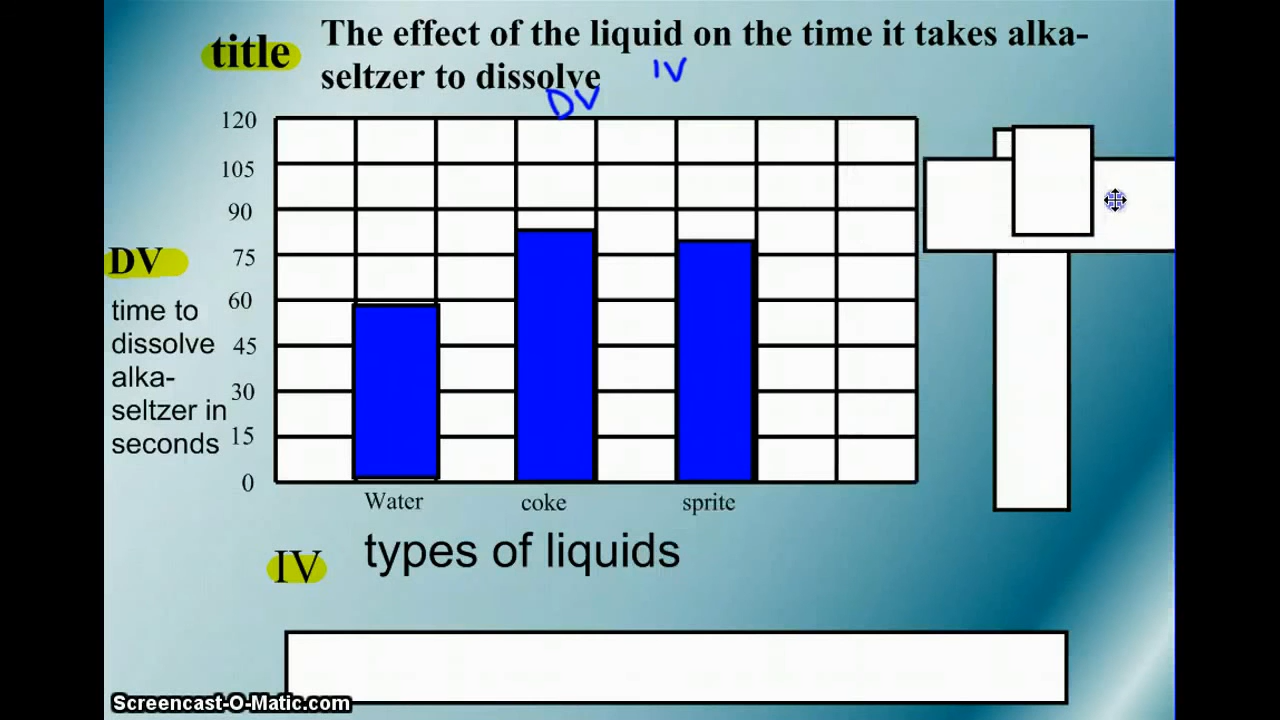 title
The effect of the liquid on the time it takes alka-
seltzer to dissolve
IV
DV
120
105
90
75
60
45
30
15
0
DV
time to
dissolve
alka-
seltzer in
seconds
Water coke sprite
IV types of liquids
Screencast-O-Matic.com